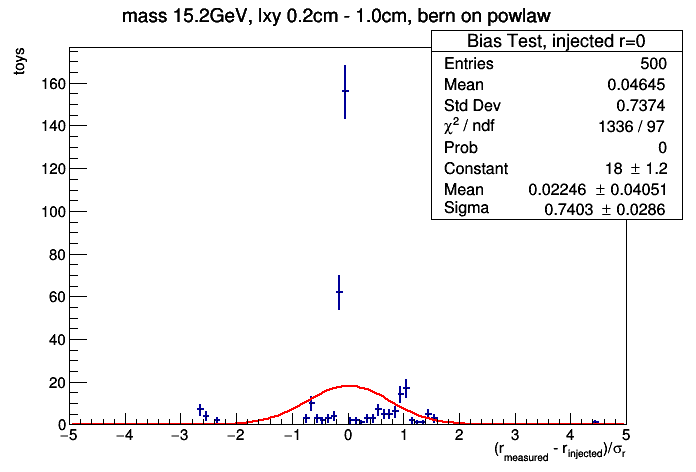 mass 15.2GeV, lxy 0.2cm - 1.0cm, bern on powlaw
Bias Test, injected r=0
Entries 500
Mean 0.04645
Std Dev 0.7374
χ² / ndf 1336 / 97
Prob 0
Constant 18 ± 1.2
Mean 0.02246 ± 0.04051
Sigma 0.7403 ± 0.0286
toys
160
140
120
100
80
60
40
20
0
−5 −4 −3 −2 −1 0 1 2 3 4 5
(r_measured - r_injected)/σ_r